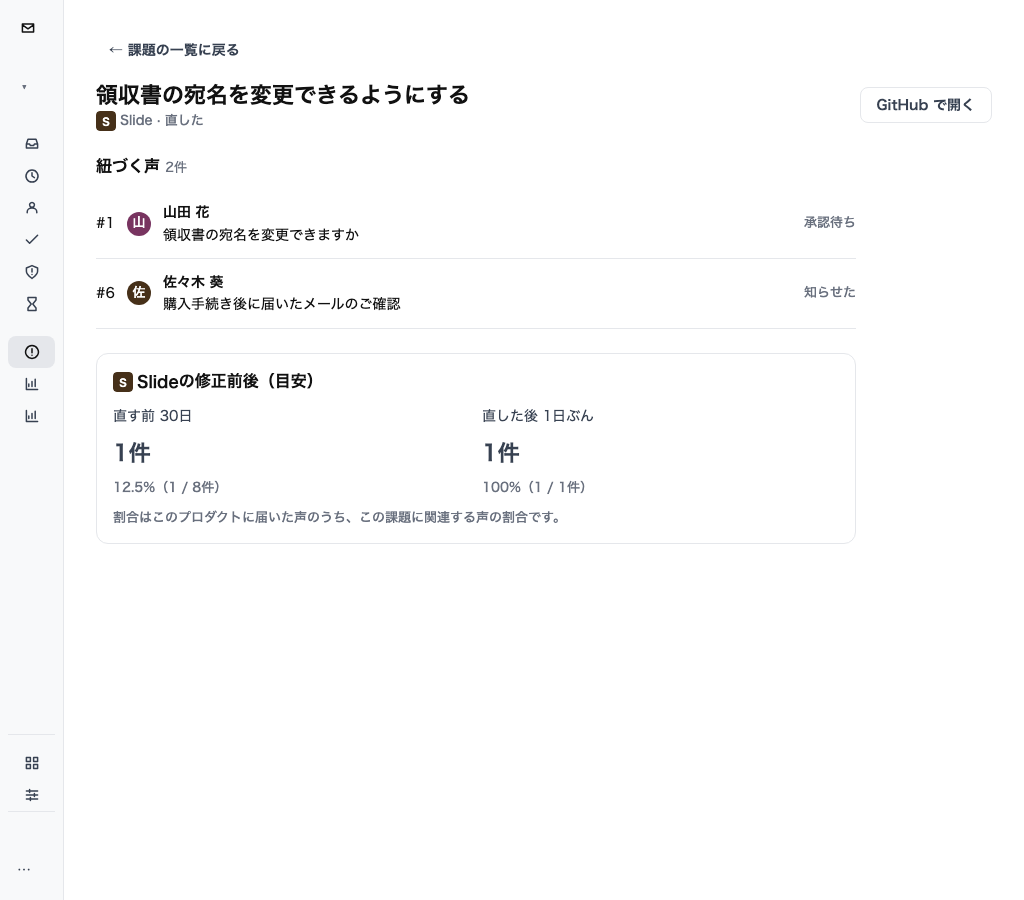 ← 課題の一覧に戻る
領収書の宛名を変更できるようにする
S Slide · 直した
GitHub で開く
紐づく声 2件
#1 山 山田 花
領収書の宛名を変更できますか
承認待ち
#6 佐 佐々木 葵
購入手続き後に届いたメールのご確認
知らせた
S Slideの修正前後（目安）
直す前 30日
1件
12.5%（1 / 8件）
直した後 1日ぶん
1件
100%（1 / 1件）
割合はこのプロダクトに届いた声のうち、この課題に関連する声の割合です。